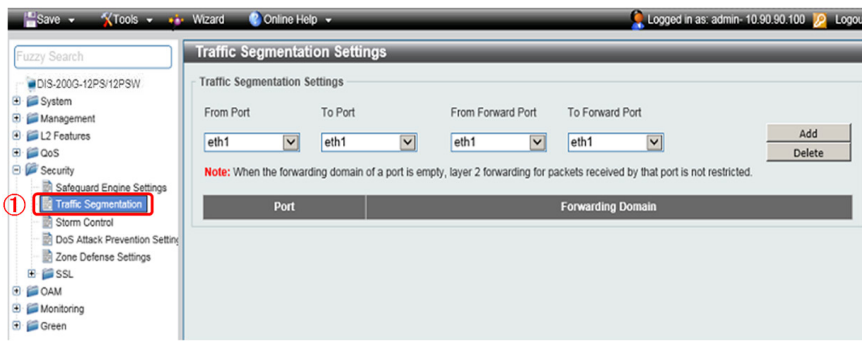 Save Tools Wizard Online Help Logged in as: admin- 10.90.90.100 Logou
Fuzzy Search
DIS-200G-12PS/12PSW
System
Management
L2 Features
QoS
Security
Safeguard Engine Settings
① Traffic Segmentation
Storm Control
DoS Attack Prevention Setting
Zone Defense Settings
SSL
OAM
Monitoring
Green
Traffic Segmentation Settings
Traffic Segmentation Settings
From Port To Port From Forward Port To Forward Port
eth1 eth1 eth1 eth1
Add
Delete
Note: When the forwarding domain of a port is empty, layer 2 forwarding for packets received by that port is not restricted.
Port Forwarding Domain